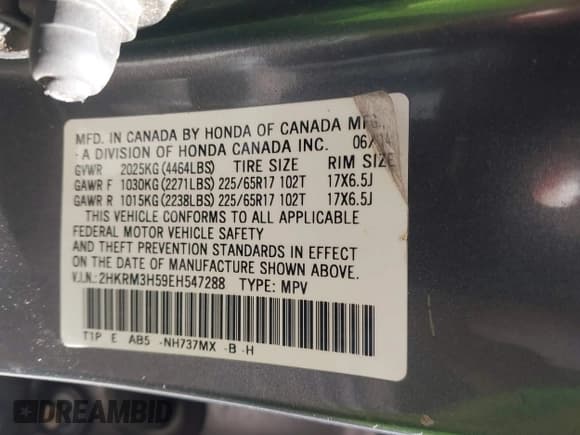 MFD. IN CANADA BY HONDA OF CANADA MFG.,
- A DIVISION OF HONDA CANADA INC. 06/14
GVWR 2025KG(4464LBS) TIRE SIZE RIM SIZE
GAWR F 1030KG(2271LBS) 225/65R17 102T 17X6.5J
GAWR R 1015KG(2238LBS) 225/65R17 102T 17X6.5J
THIS VEHICLE CONFORMS TO ALL APPLICABLE
FEDERAL MOTOR VEHICLE SAFETY
AND THEFT PREVENTION STANDARDS IN EFFECT
ON THE DATE OF MANUFACTURE SHOWN ABOVE.
V.I.N.: 2HKRM3H59EH547288 TYPE: MPV
T1P E AB5 -NH737MX -B -H
DREAMBID